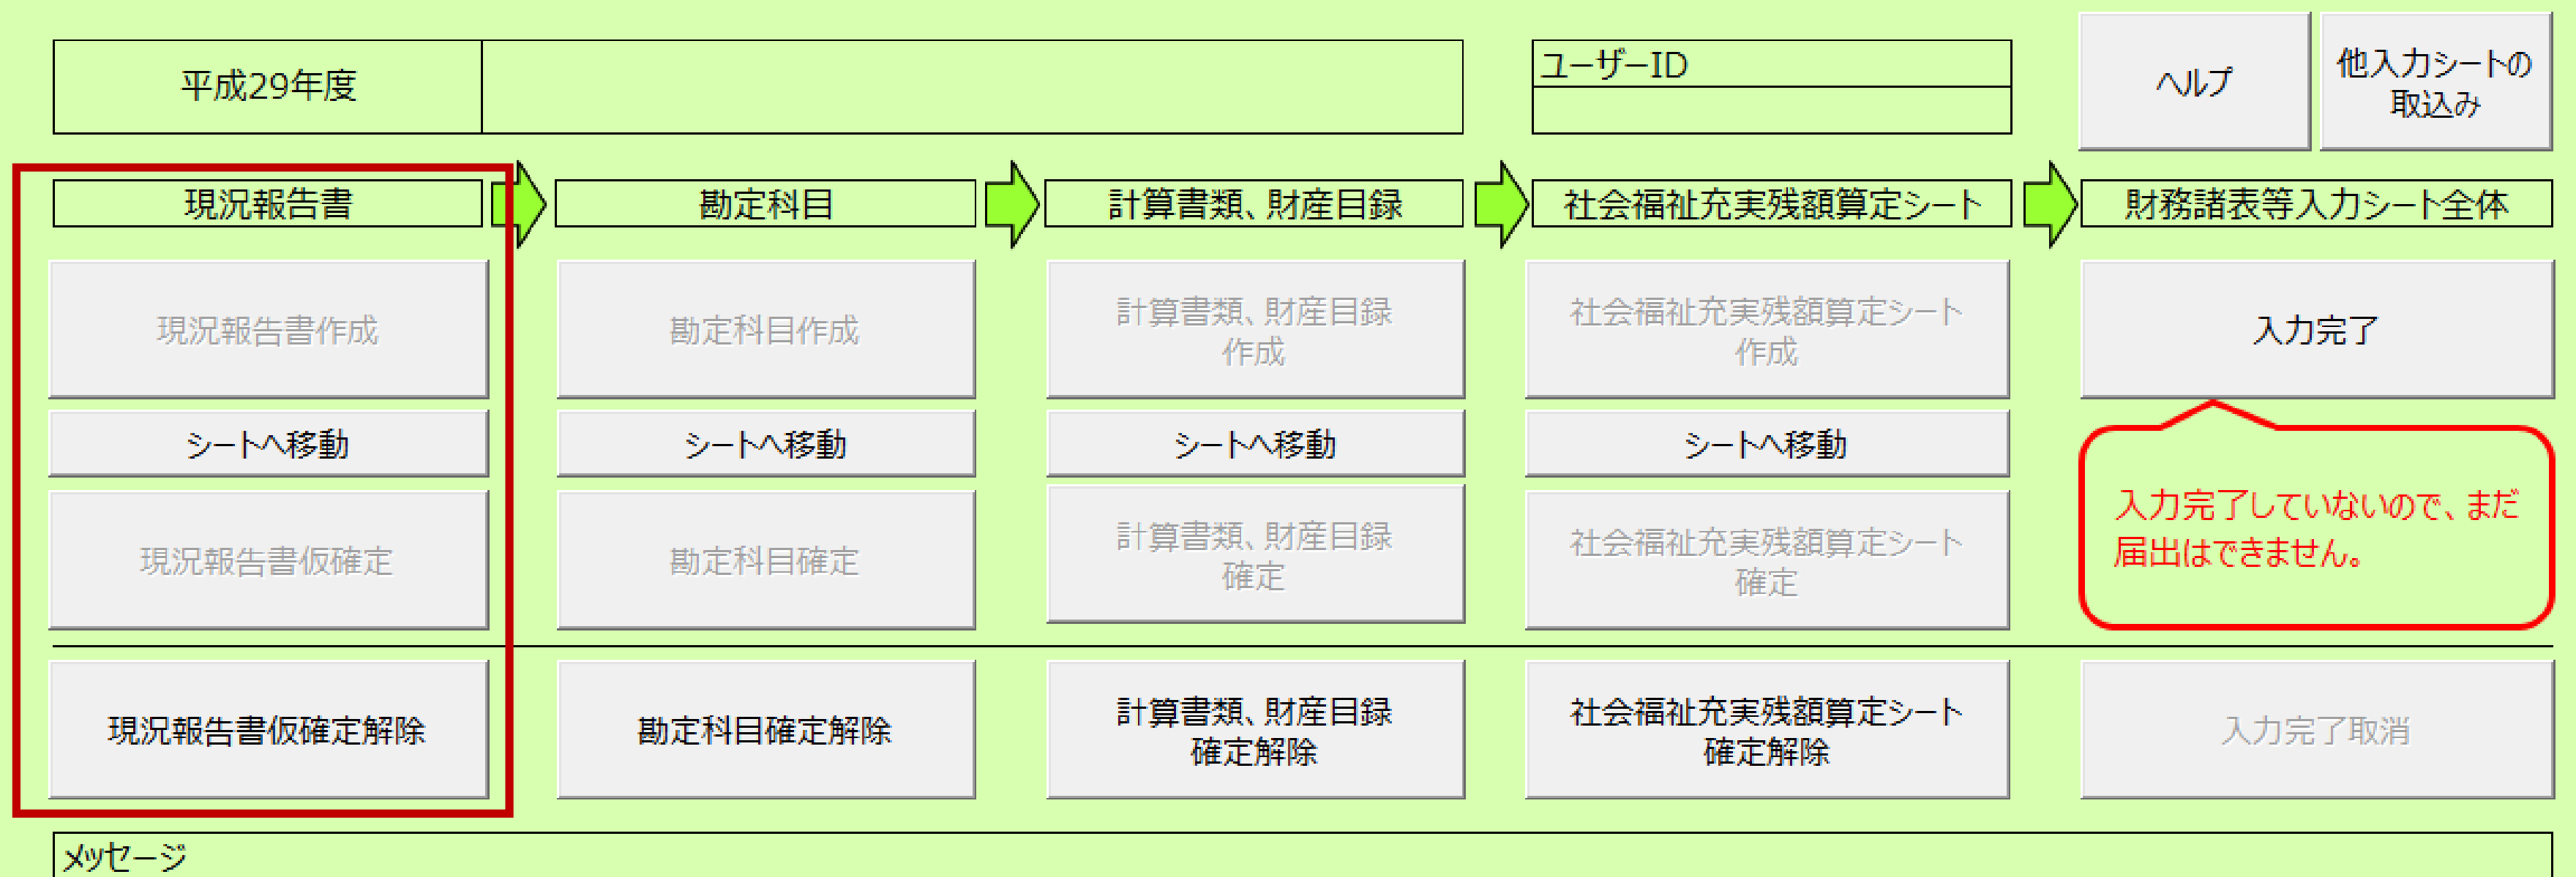 平成29年度
ユーザーID
ヘルプ
他入力シートの
取込み
現況報告書
勘定科目
計算書類、財産目録
社会福祉充実残額算定シート
財務諸表等入力シート全体
現況報告書作成
勘定科目作成
計算書類、財産目録
作成
社会福祉充実残額算定シート
作成
入力完了
シートへ移動
シートへ移動
シートへ移動
シートへ移動
入力完了していないので、まだ
届出はできません。
現況報告書仮確定
勘定科目確定
計算書類、財産目録
確定
社会福祉充実残額算定シート
確定
現況報告書仮確定解除
勘定科目確定解除
計算書類、財産目録
確定解除
社会福祉充実残額算定シート
確定解除
入力完了取消
メッセージ